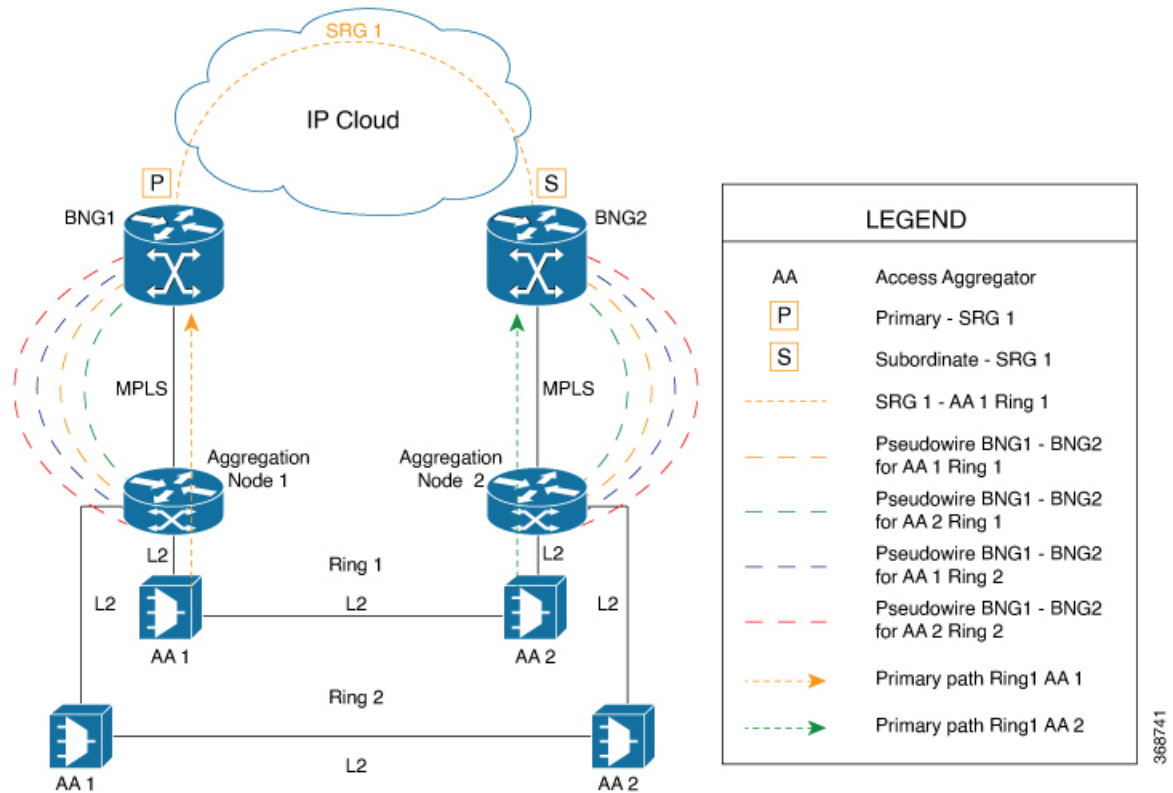 SRG 1
IP Cloud
P
S
BNG1
BNG2
MPLS
MPLS
Aggregation
Node 1
Aggregation
Node 2
L2
L2
Ring 1
L2
L2
L2
AA 1
AA 2
Ring 2
L2
AA 1
AA 2
LEGEND
AA Access Aggregator
P Primary - SRG 1
S Subordinate - SRG 1
SRG 1 - AA 1 Ring 1
Pseudowire BNG1 - BNG2
for AA 1 Ring 1
Pseudowire BNG1 - BNG2
for AA 2 Ring 1
Pseudowire BNG1 - BNG2
for AA 1 Ring 2
Pseudowire BNG1 - BNG2
for AA 2 Ring 2
Primary path Ring1 AA 1
Primary path Ring1 AA 2
368741